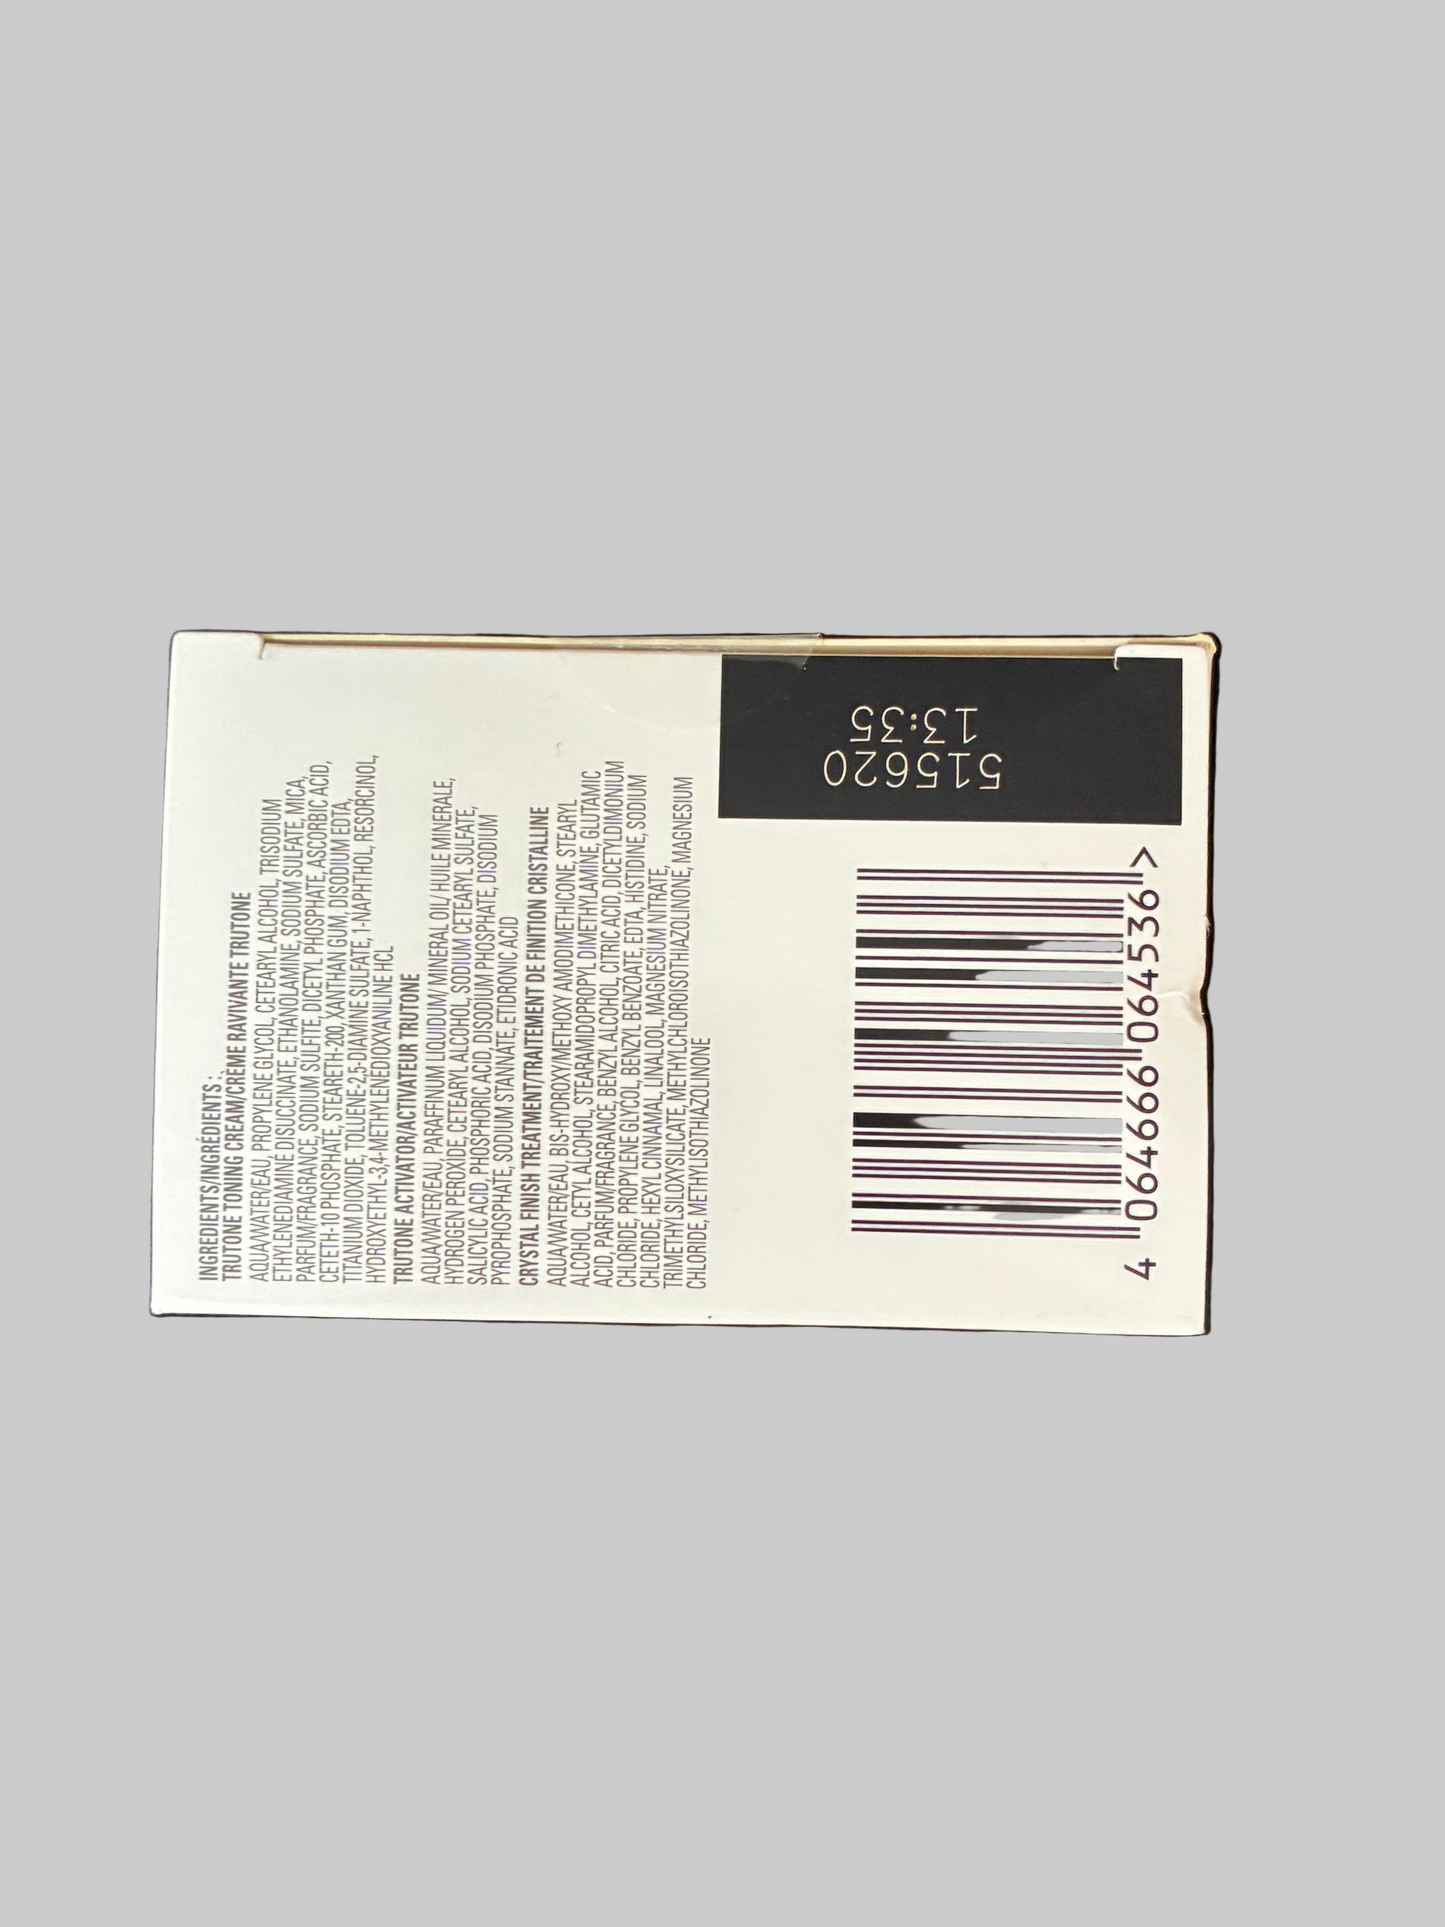 INGREDIENTS/INGRÉDIENTS :
TRUTONE TONING CREAM/CRÈME RAVIVANTE TRUTONE
AQUA/WATER/EAU, PROPYLENE GLYCOL, CETEARYL ALCOHOL, TRISODIUM
ETHYLENEDIAMINE DISUCCINATE, ETHANOLAMINE, SODIUM SULFATE, MICA,
PARFUM/FRAGRANCE, SODIUM SULFITE, DICETYL PHOSPHATE, ASCORBIC ACID,
CETETH-10 PHOSPHATE, STEARETH-200, XANTHAN GUM, DISODIUM EDTA,
TITANIUM DIOXIDE, TOLUENE-2,5-DIAMINE SULFATE, 1-NAPHTHOL, RESORCINOL,
HYDROXYETHYL-3,4-METHYLENEDIOXYANILINE HCL
TRUTONE ACTIVATOR/ACTIVATEUR TRUTONE
AQUA/WATER/EAU, PARAFFINUM LIQUIDUM/ MINERAL OIL/ HUILE MINERALE,
HYDROGEN PEROXIDE, CETEARYL ALCOHOL, SODIUM CETEARYL SULFATE,
SALICYLIC ACID, PHOSPHORIC ACID, DISODIUM PHOSPHATE, DISODIUM
PYROPHOSPHATE, SODIUM STANNATE, ETIDRONIC ACID
CRYSTAL FINISH TREATMENT/TRAITEMENT DE FINITION CRISTALLINE
AQUA/WATER/EAU, BIS-HYDROXY/METHOXY AMODIMETHICONE, STEARYL
ALCOHOL, CETYL ALCOHOL, STEARAMIDOPROPYL DIMETHYLAMINE, GLUTAMIC
ACID, PARFUM/FRAGRANCE, BENZYL ALCOHOL, CITRIC ACID, DICETYLDIMONIUM
CHLORIDE, PROPYLENE GLYCOL, BENZYL BENZOATE, EDTA, HISTIDINE, SODIUM
CHLORIDE, HEXYL CINNAMAL, LINALOOL, MAGNESIUM NITRATE,
TRIMETHYLSILOXYSILICATE, METHYLCHLOROISOTHIAZOLINONE, MAGNESIUM
CHLORIDE, METHYLISOTHIAZOLINONE
515620
13:35
4 064666 064536 >